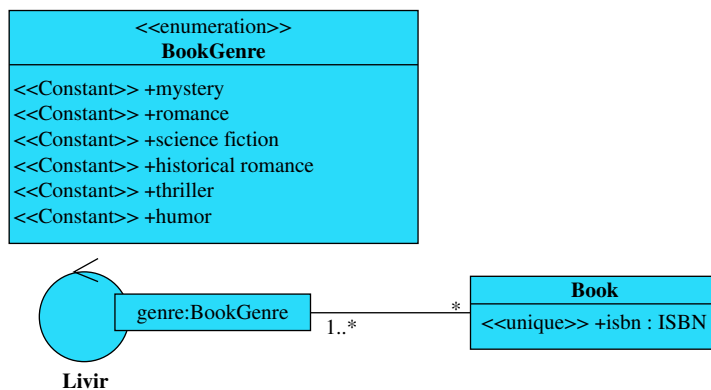 <<enumeration>>
BookGenre
<<Constant>> +mystery
<<Constant>> +romance
<<Constant>> +science fiction
<<Constant>> +historical romance
<<Constant>> +thriller
<<Constant>> +humor
genre:BookGenre
1..*
*
Book
<<unique>> +isbn : ISBN
Livir